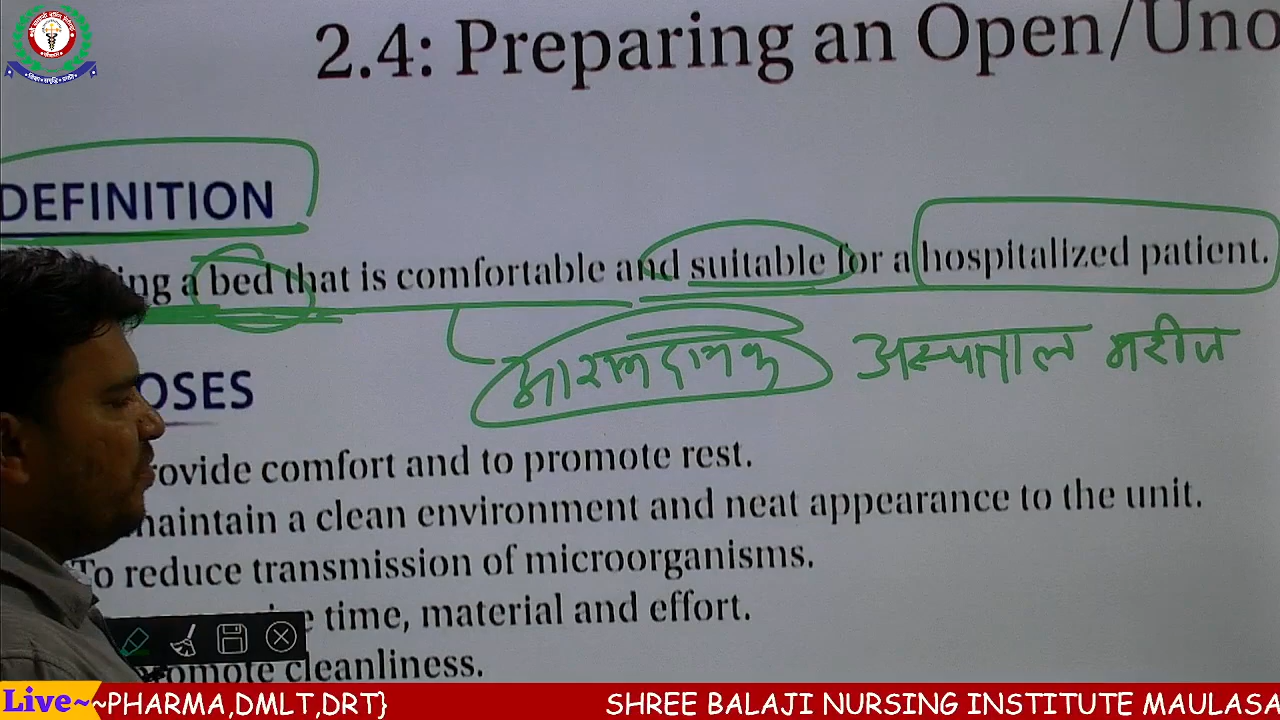 2.4: Preparing an Open/Uno
DEFINITION
ing a bed that is comfortable and suitable for a hospitalized patient.
आरामदायक अस्पताल मरीज
OSES
rovide comfort and to promote rest.
maintain a clean environment and neat appearance to the unit.
To reduce transmission of microorganisms.
time, material and effort.
romote cleanliness.
Live~ ~PHARMA,DMLT,DRT} SHREE BALAJI NURSING INSTITUTE MAULASA